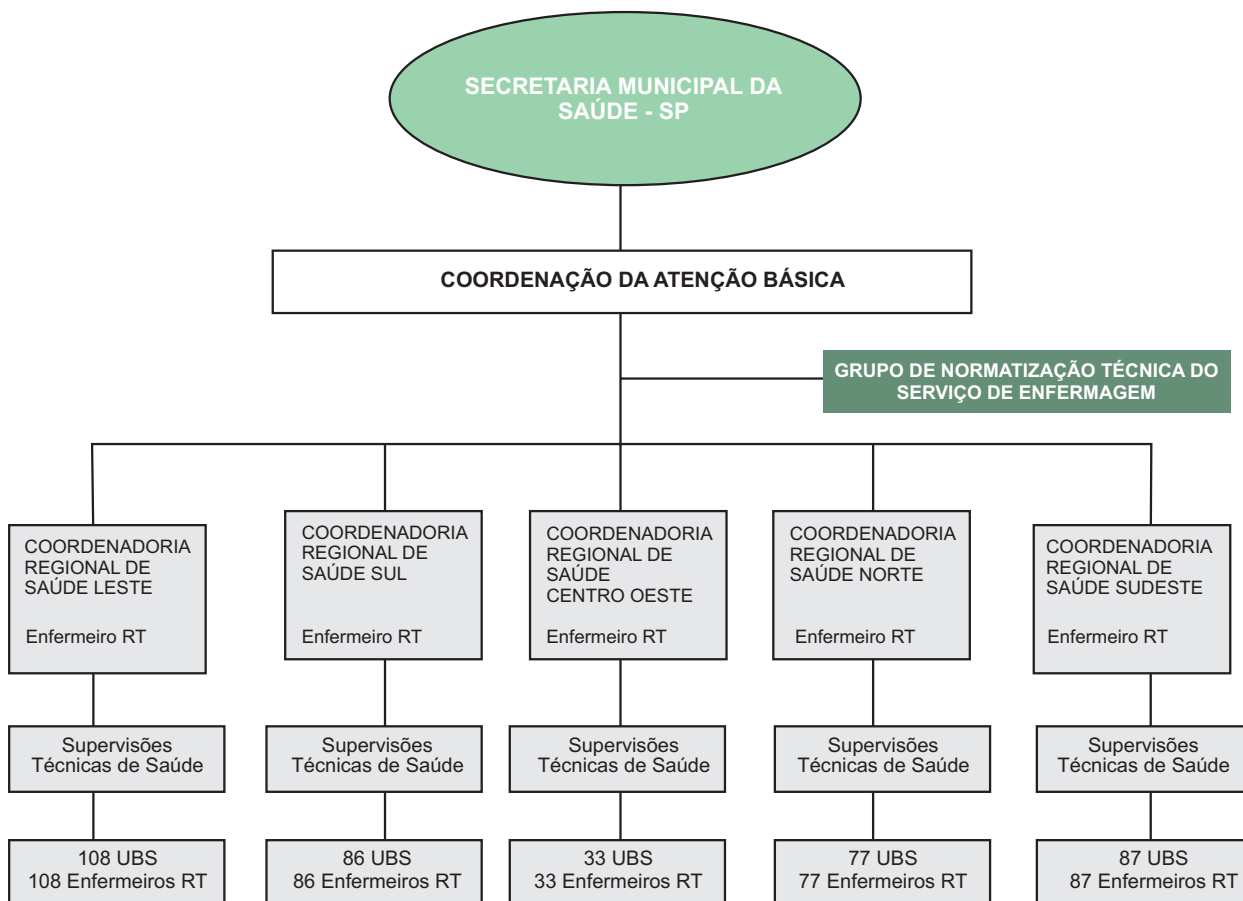 SECRETARIA MUNICIPAL DA
SAÚDE - SP
COORDENAÇÃO DA ATENÇÃO BÁSICA
GRUPO DE NORMATIZAÇÃO TÉCNICA DO
SERVIÇO DE ENFERMAGEM
COORDENADORIA
REGIONAL DE
SAÚDE LESTE
Enfermeiro RT
COORDENADORIA
REGIONAL DE
SAÚDE SUL
Enfermeiro RT
COORDENADORIA
REGIONAL DE
SAÚDE
CENTRO OESTE
Enfermeiro RT
COORDENADORIA
REGIONAL DE
SAÚDE NORTE
Enfermeiro RT
COORDENADORIA
REGIONAL DE
SAÚDE SUDESTE
Enfermeiro RT
Supervisões
Técnicas de Saúde
Supervisões
Técnicas de Saúde
Supervisões
Técnicas de Saúde
Supervisões
Técnicas de Saúde
Supervisões
Técnicas de Saúde
108 UBS
108 Enfermeiros RT
86 UBS
86 Enfermeiros RT
33 UBS
33 Enfermeiros RT
77 UBS
77 Enfermeiros RT
87 UBS
87 Enfermeiros RT